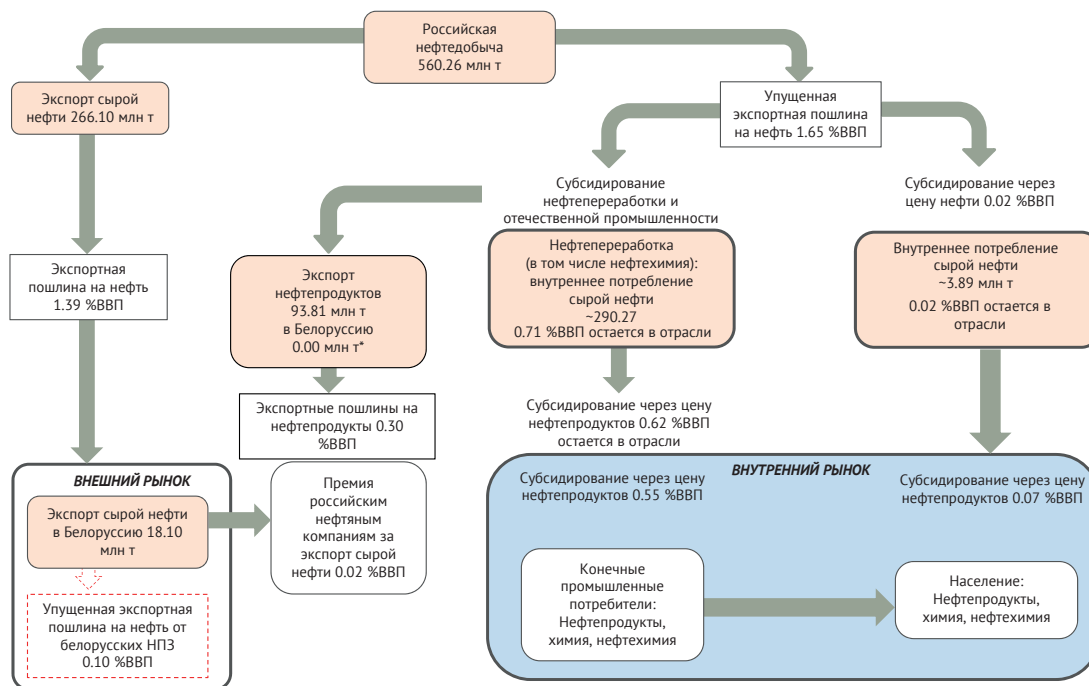 Российская
нефтедобыча
560.26 млн т
Экспорт сырой
нефти 266.10 млн т
Упущенная
экспортная пошлина
на нефть 1.65 %ВВП
Субсидирование
нефтепереработки и
отечественной промышленности
Субсидирование через
цену нефти 0.02 %ВВП
Экспортная
пошлина на нефть
1.39 %ВВП
Экспорт
нефтепродуктов
93.81 млн т
в Белоруссию
0.00 млн т*
Нефтепереработка
(в том числе нефтехимия):
внутреннее потребление
сырой нефти
~290.27
0.71 %ВВП остается в отрасли
Внутреннее потребление
сырой нефти
~3.89 млн т
0.02 %ВВП остается в
отрасли
Экспортные пошлины на
нефтепродукты 0.30
%ВВП
Субсидирование через цену
нефтепродуктов 0.62 %ВВП
остается в отрасли
ВНЕШНИЙ РЫНОК
Экспорт сырой нефти
в Белоруссию 18.10
млн т
Упущенная экспортная
пошлина на нефть от
белорусских НПЗ
0.10 %ВВП
Премия
российским
нефтяным
компаниям за
экспорт сырой
нефти 0.02 %ВВП
ВНУТРЕННИЙ РЫНОК
Субсидирование через цену
нефтепродуктов 0.55 %ВВП
Субсидирование через цену
нефтепродуктов 0.07 %ВВП
Конечные
промышленные
потребители:
Нефтепродукты,
химия, нефтехимия
Население:
Нефтепродукты,
химия, нефтехимия